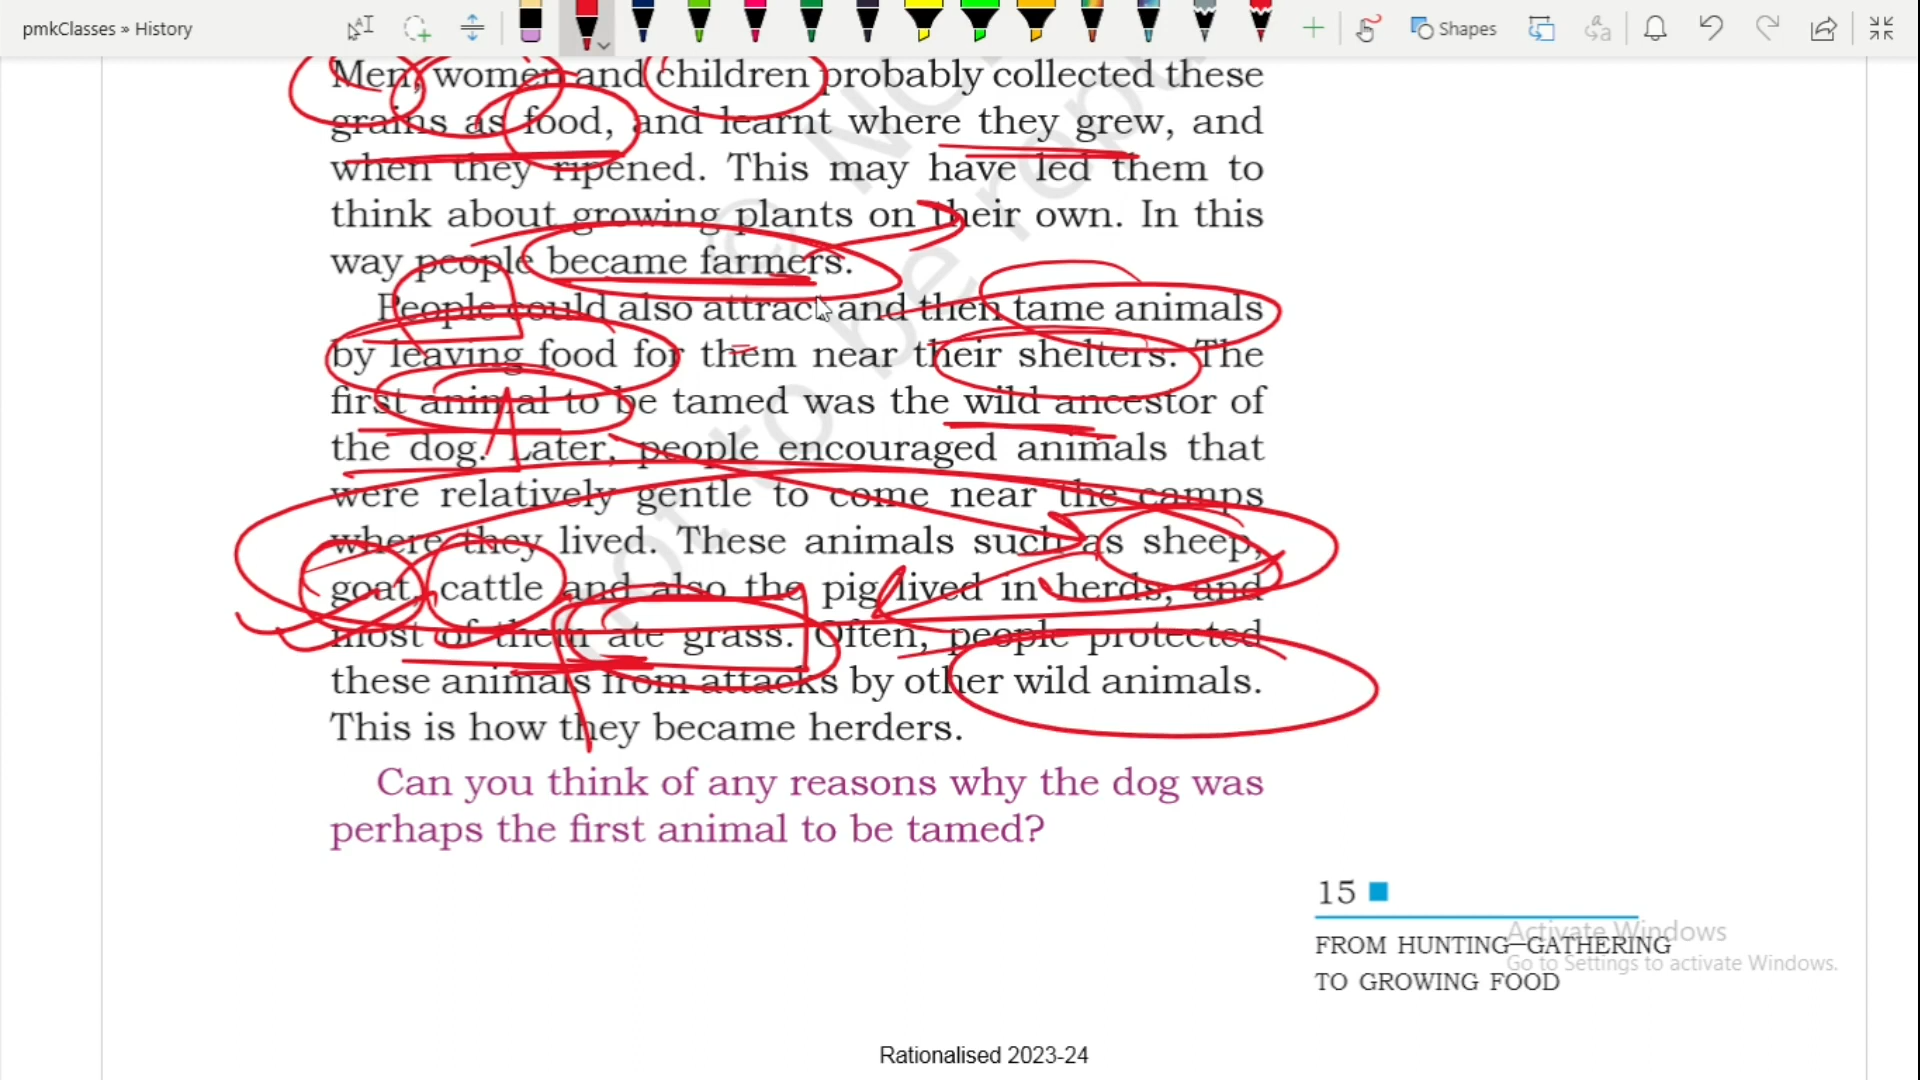 pmkClasses » History
Shapes
Men, women and children probably collected these
grains as food, and learnt where they grew, and
when they ripened. This may have led them to
think about growing plants on their own. In this
way people became farmers.
People could also attract and then tame animals
by leaving food for them near their shelters. The
first animal to be tamed was the wild ancestor of
the dog. Later, people encouraged animals that
were relatively gentle to come near the camps
where they lived. These animals such as sheep,
goat, cattle and also the pig lived in herds, and
most of them ate grass. Often, people protected
these animals from attacks by other wild animals.
This is how they became herders.
Can you think of any reasons why the dog was
perhaps the first animal to be tamed?
15
FROM HUNTING—GATHERING
TO GROWING FOOD
Activate Windows
Go to Settings to activate Windows.
Rationalised 2023-24
not to be repu